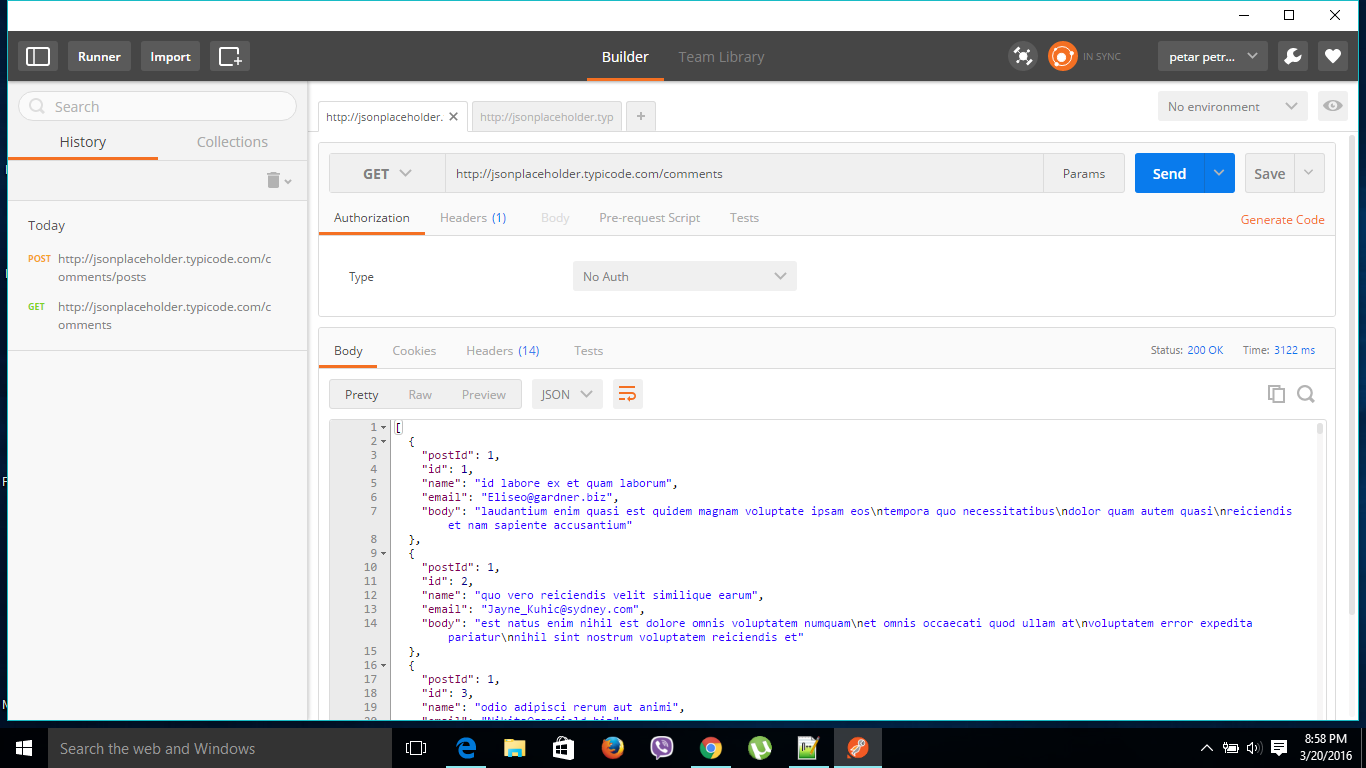 Runner
Import
Builder
Team Library
IN SYNC
petar petr...
Search
History
Collections
Today
POST http://jsonplaceholder.typicode.com/c
omments/posts
GET http://jsonplaceholder.typicode.com/c
omments
http://jsonplaceholder.
http://jsonplaceholder.typ
+
No environment
GET
http://jsonplaceholder.typicode.com/comments
Params
Send
Save
Authorization
Headers (1)
Body
Pre-request Script
Tests
Generate Code
Type
No Auth
Body
Cookies
Headers (14)
Tests
Status: 200 OK
Time: 3122 ms
Pretty
Raw
Preview
JSON
1 [
2 {
3 "postId": 1,
4 "id": 1,
5 "name": "id labore ex et quam laborum",
6 "email": "Eliseo@gardner.biz",
7 "body": "laudantium enim quasi est quidem magnam voluptate ipsam eos\ntempora quo necessitatibus\ndolor quam autem quasi\nreiciendis
et nam sapiente accusantium"
8 },
9 {
10 "postId": 1,
11 "id": 2,
12 "name": "quo vero reiciendis velit similique earum",
13 "email": "Jayne_Kuhic@sydney.com",
14 "body": "est natus enim nihil est dolore omnis voluptatem numquam\net omnis occaecati quod ullam at\nvoluptatem error expedita
pariatur\nnihil sint nostrum voluptatem reiciendis et"
15 },
16 {
17 "postId": 1,
18 "id": 3,
19 "name": "odio adipisci rerum aut animi",
20 "email": "Nikita@garfield.biz"
Search the web and Windows
8:58 PM
3/20/2016